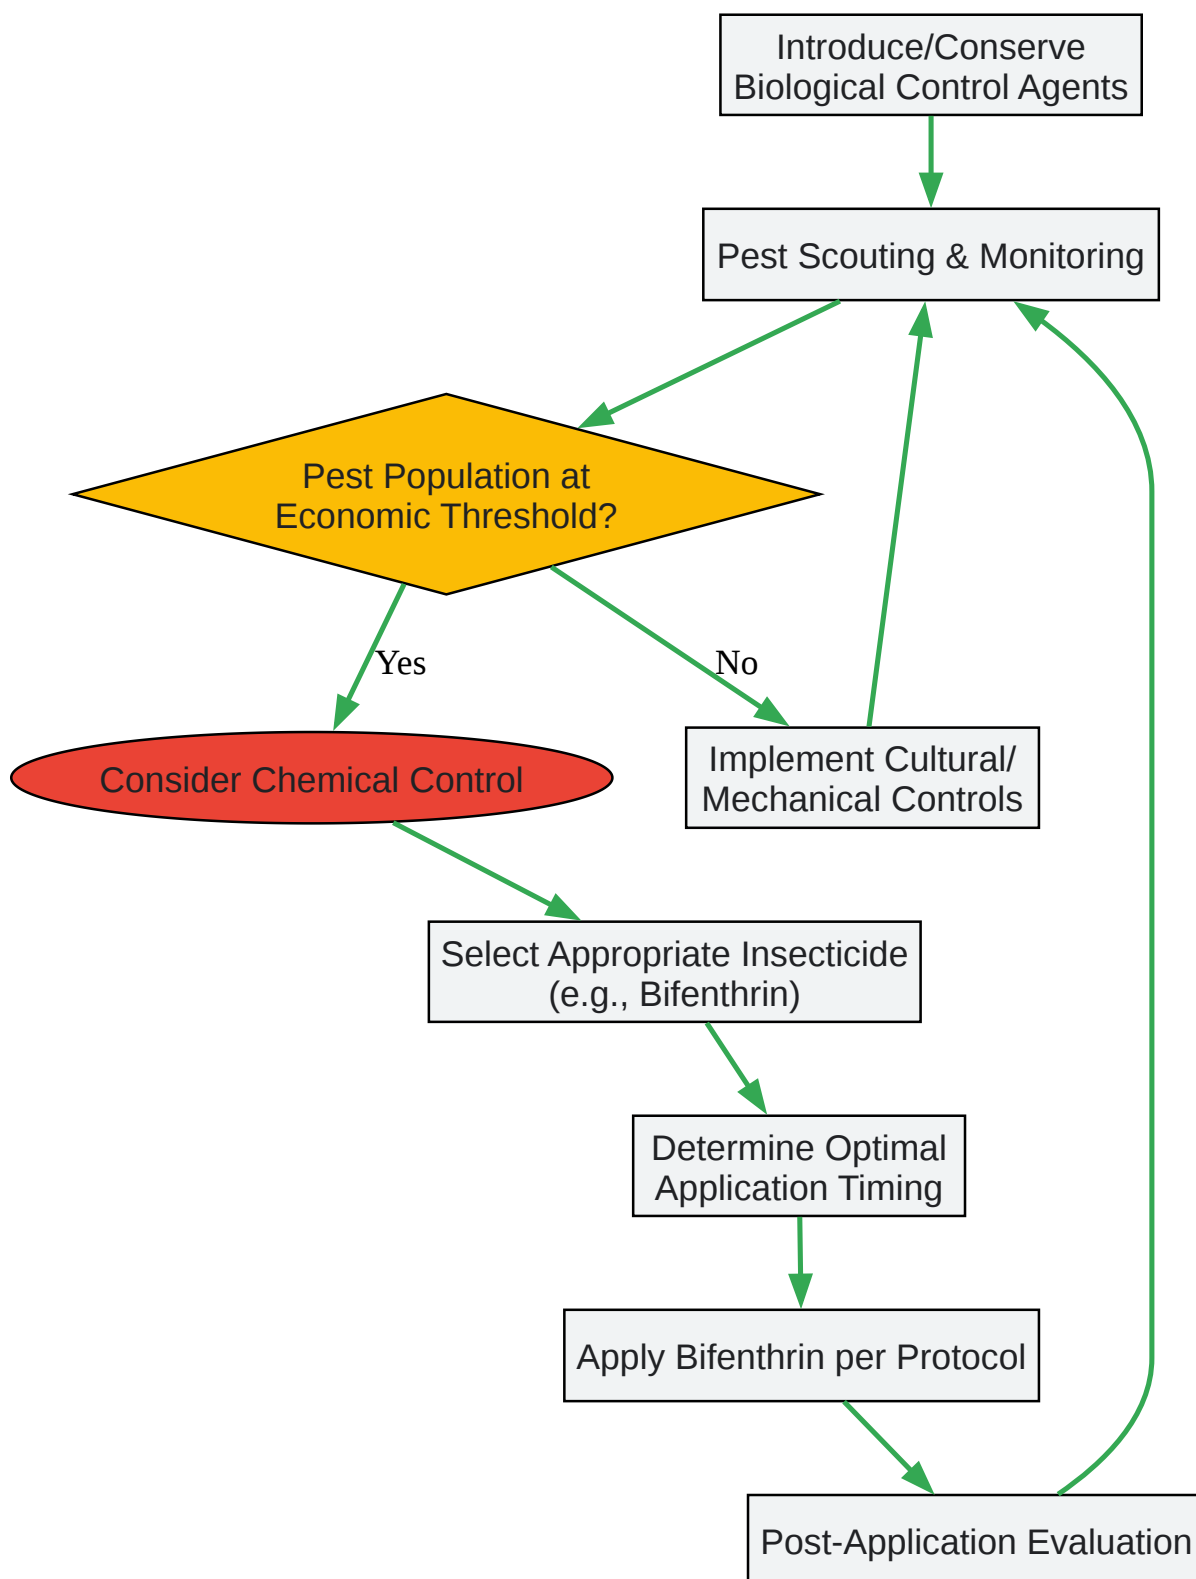 Introduce/Conserve
Biological Control Agents
Pest Scouting & Monitoring
Pest Population at
Economic Threshold?
Yes
No
Consider Chemical Control
Implement Cultural/
Mechanical Controls
Select Appropriate Insecticide
(e.g., Bifenthrin)
Determine Optimal
Application Timing
Apply Bifenthrin per Protocol
Post-Application Evaluation